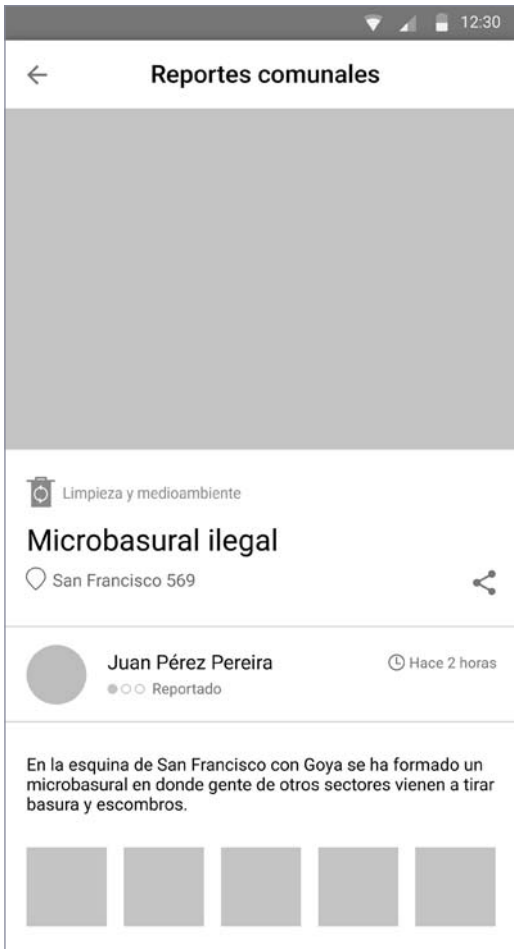 12:30
Reportes comunales
Limpieza y medioambiente
Microbasural ilegal
San Francisco 569
Juan Pérez Pereira
Hace 2 horas
Reportado
En la esquina de San Francisco con Goya se ha formado un
microbasural en donde gente de otros sectores vienen a tirar
basura y escombros.